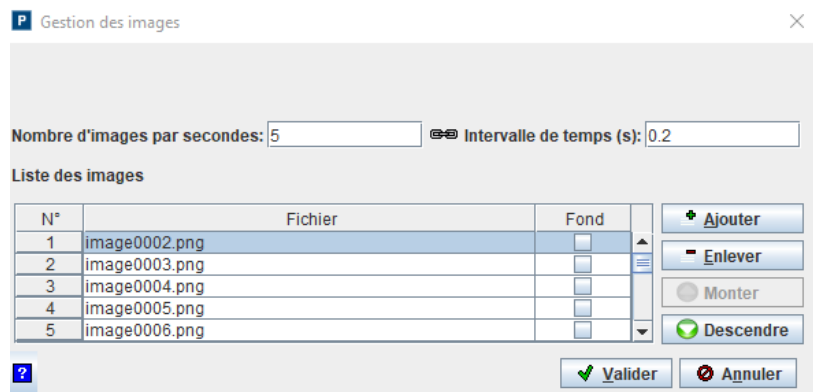 P Gestion des images
Nombre d'images par secondes: 5 Intervalle de temps (s): 0.2
Liste des images
N° Fichier Fond
1 image0002.png
2 image0003.png
3 image0004.png
4 image0005.png
5 image0006.png
Ajouter
Enlever
Monter
Descendre
? Valider Annuler